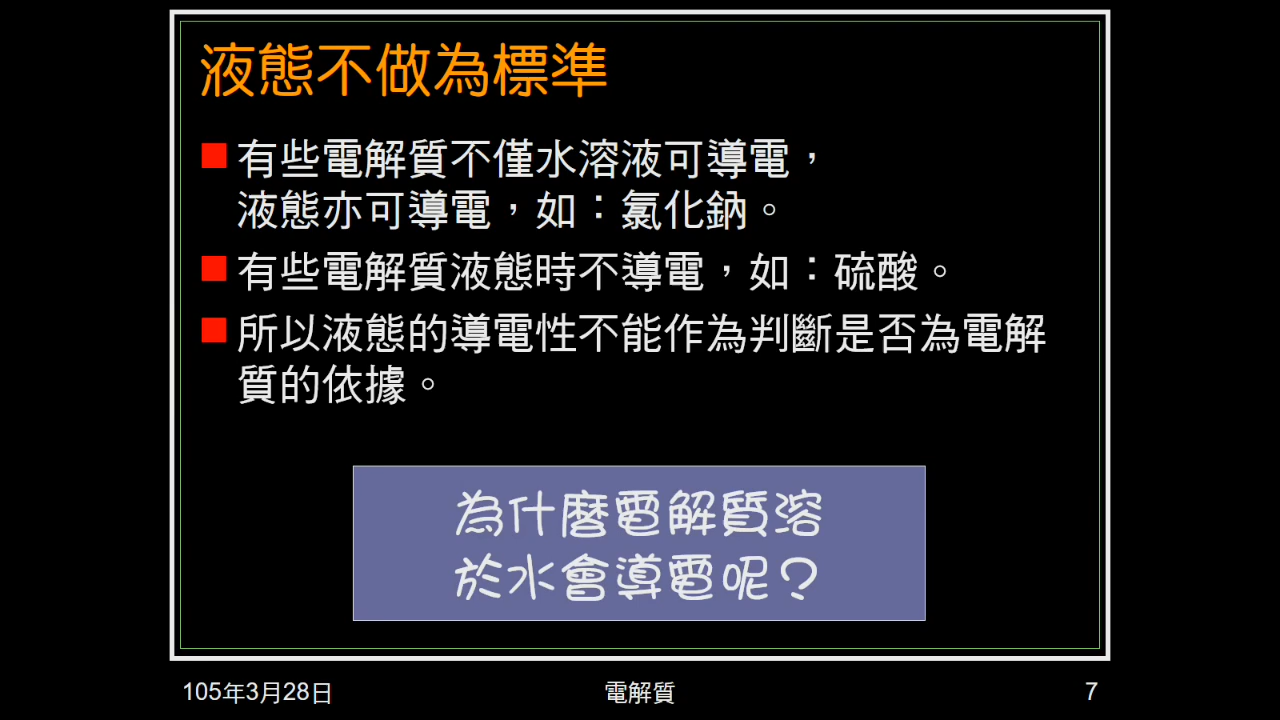 液態不做為標準
有些電解質不僅水溶液可導電，
液態亦可導電，如：氯化鈉。
有些電解質液態時不導電，如：硫酸。
所以液態的導電性不能作為判斷是否為電解
質的依據。
為什麼電解質溶
於水會導電呢？
105年3月28日
電解質
7